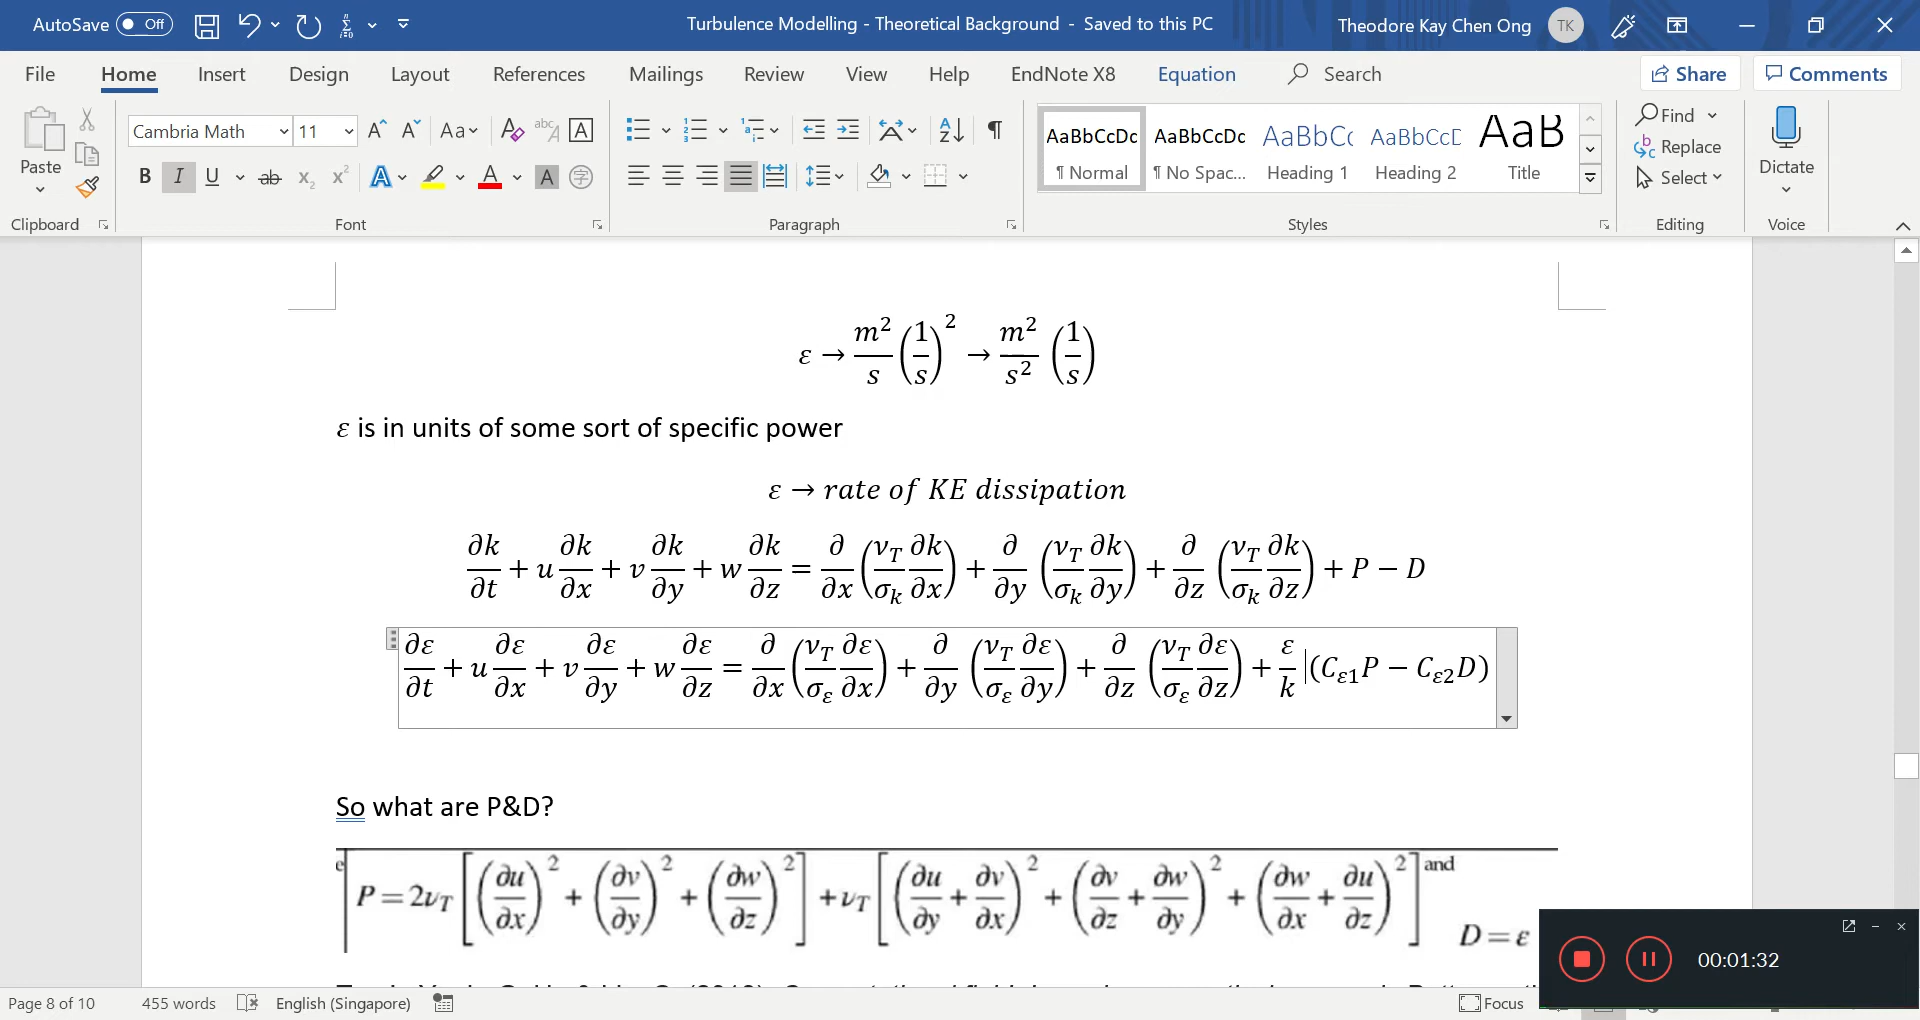 AutoSave Off Turbulence Modelling - Theoretical Background - Saved to this PC Theodore Kay Chen Ong TK
File Home Insert Design Layout References Mailings Review View Help EndNote X8 Equation Search Share Comments
Cambria Math 11 Aa A AaBbCcDc AaBbCcDc AaBbCc AaBbCcD AaB Find
Paste B I U ab x₂ x² A A A 字 ¶ Normal ¶ No Spac... Heading 1 Heading 2 Title Replace Dictate
Select
Clipboard Font Paragraph Styles Editing Voice
ε → m²/s (1/s)² → m²/s² (1/s)
ε is in units of some sort of specific power
ε → rate of KE dissipation
∂k/∂t + u ∂k/∂x + v ∂k/∂y + w ∂k/∂z = ∂/∂x (ν_T/σ_k ∂k/∂x) + ∂/∂y (ν_T/σ_k ∂k/∂y) + ∂/∂z (ν_T/σ_k ∂k/∂z) + P − D
∂ε/∂t + u ∂ε/∂x + v ∂ε/∂y + w ∂ε/∂z = ∂/∂x (ν_T/σ_ε ∂ε/∂x) + ∂/∂y (ν_T/σ_ε ∂ε/∂y) + ∂/∂z (ν_T/σ_ε ∂ε/∂z) + ε/k (C_ε1 P − C_ε2 D)
So what are P&D?
e P = 2ν_T [(∂u/∂x)² + (∂v/∂y)² + (∂w/∂z)²] + ν_T [(∂u/∂y + ∂v/∂x)² + (∂v/∂z + ∂w/∂y)² + (∂w/∂x + ∂u/∂z)²] and D = ε
00:01:32
Page 8 of 10 455 words English (Singapore) Focus